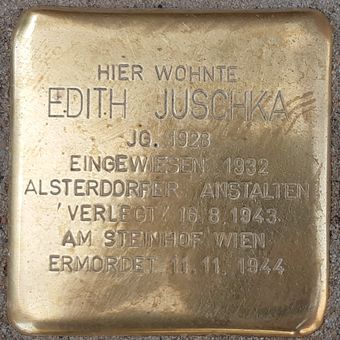 HIER WOHNTE
EDITH JUSCHKA
JG. 1928
EINGEWIESEN 1932
ALSTERDORFER ANSTALTEN
'VERLEGT' 16.8.1943
AM STEINHOF WIEN
ERMORDET 11.11.1944